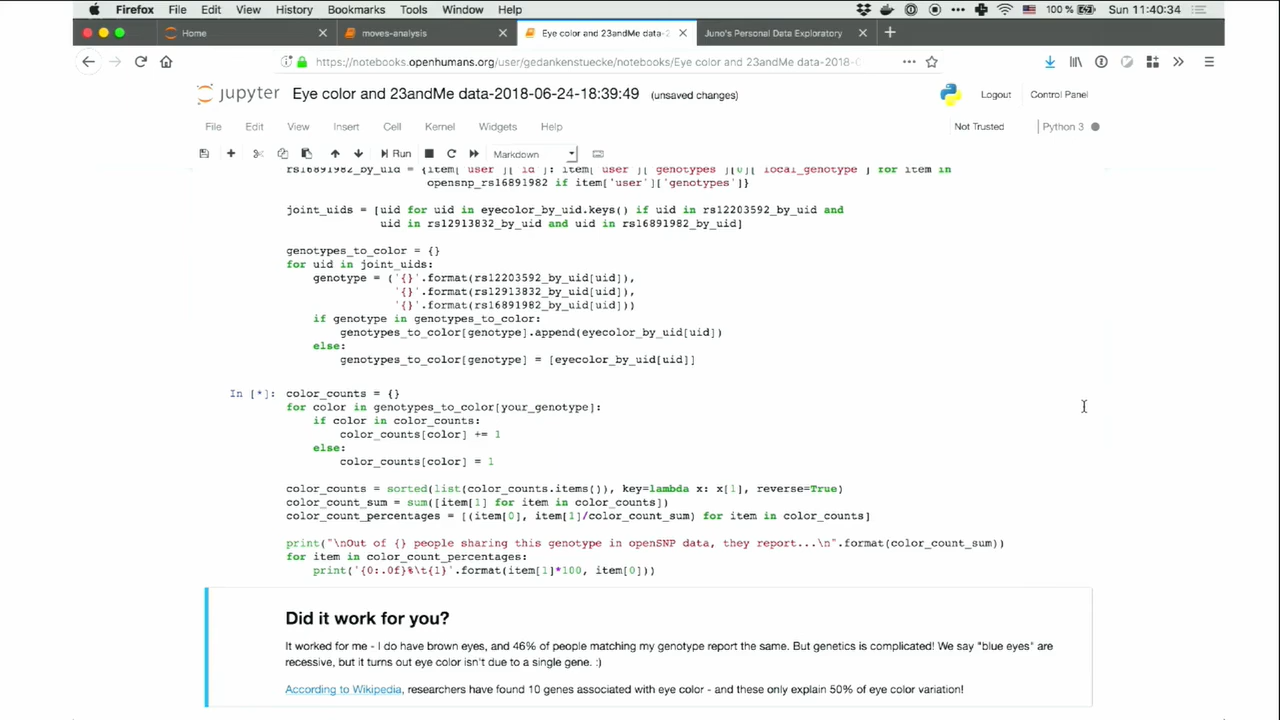 Firefox File Edit View History Bookmarks Tools Window Help 100 % Sun 11:40:34
Home moves-analysis Eye color and 23andMe data-2 Juno's Personal Data Exploratory
https://notebooks.openhumans.org/user/gedankenstuecke/notebooks/Eye color and 23andMe data-2018-0
jupyter Eye color and 23andMe data-2018-06-24-18:39:49 (unsaved changes) Logout Control Panel
File Edit View Insert Cell Kernel Widgets Help Not Trusted Python 3
Run Markdown
rs16891982_by_uid = {item['user']['id']: item['user']['genotypes'][0]['local_genotype'] for item in
opensnp_rs16891982 if item['user']['genotypes']}
joint_uids = [uid for uid in eyecolor_by_uid.keys() if uid in rs12203592_by_uid and
uid in rs12913832_by_uid and uid in rs16891982_by_uid]
genotypes_to_color = {}
for uid in joint_uids:
genotype = ('{}'.format(rs12203592_by_uid[uid]),
'{}'.format(rs12913832_by_uid[uid]),
'{}'.format(rs16891982_by_uid[uid]))
if genotype in genotypes_to_color:
genotypes_to_color[genotype].append(eyecolor_by_uid[uid])
else:
genotypes_to_color[genotype] = [eyecolor_by_uid[uid]]
In [*]: color_counts = {}
for color in genotypes_to_color[your_genotype]:
if color in color_counts:
color_counts[color] += 1
else:
color_counts[color] = 1
color_counts = sorted(list(color_counts.items()), key=lambda x: x[1], reverse=True)
color_count_sum = sum([item[1] for item in color_counts])
color_count_percentages = [(item[0], item[1]/color_count_sum) for item in color_counts]
print("\nOut of {} people sharing this genotype in openSNP data, they report...\n".format(color_count_sum))
for item in color_count_percentages:
print('{0:.0f}%\t{1}'.format(item[1]*100, item[0]))
Did it work for you?
It worked for me - I do have brown eyes, and 46% of people matching my genotype report the same. But genetics is complicated! We say "blue eyes" are
recessive, but it turns out eye color isn't due to a single gene. :)
According to Wikipedia, researchers have found 10 genes associated with eye color - and these only explain 50% of eye color variation!